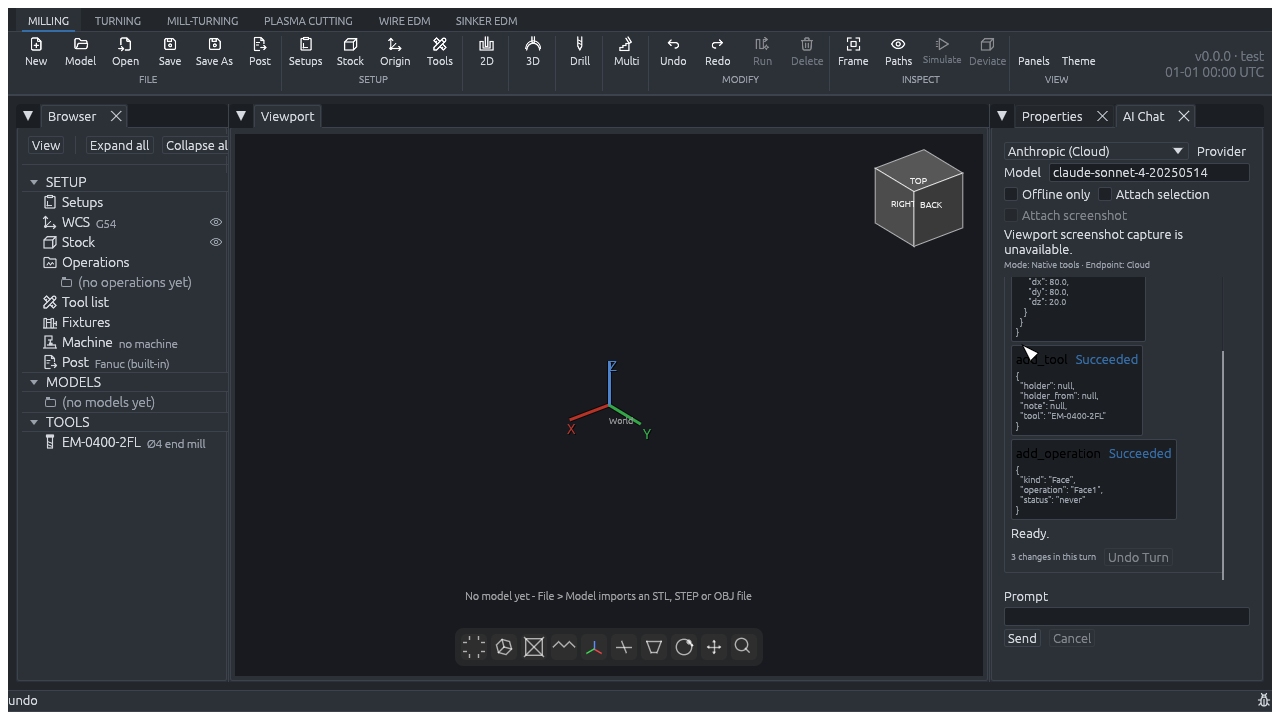 MILLING TURNING MILL-TURNING PLASMA CUTTING WIRE EDM SINKER EDM
New Model Open Save Save As Post Setups Stock Origin Tools 2D 3D Drill Multi Undo Redo Run Delete Frame Paths Simulate Deviate Panels Theme
FILE SETUP MODIFY INSPECT VIEW
v0.0.0 · test
01-01 00:00 UTC
Browser
View Expand all Collapse al
SETUP
Setups
WCS G54
Stock
Operations
(no operations yet)
Tool list
Fixtures
Machine no machine
Post Fanuc (built-in)
MODELS
(no models yet)
TOOLS
EM-0400-2FL Ø4 end mill
Viewport
TOP
RIGHT BACK
Z
World
X
Y
No model yet - File > Model imports an STL, STEP or OBJ file
Properties AI Chat
Anthropic (Cloud) Provider
Model claude-sonnet-4-20250514
Offline only Attach selection
Attach screenshot
Viewport screenshot capture is
unavailable.
Mode: Native tools · Endpoint: Cloud
"dx": 80.0,
"dy": 80.0,
"dz": 20.0
}
}
}
add_tool Succeeded
{
"holder": null,
"holder_from": null,
"note": null,
"tool": "EM-0400-2FL"
}
add_operation Succeeded
{
"kind": "Face",
"operation": "Face1",
"status": "never"
}
Ready.
3 changes in this turn Undo Turn
Prompt
Send Cancel
undo